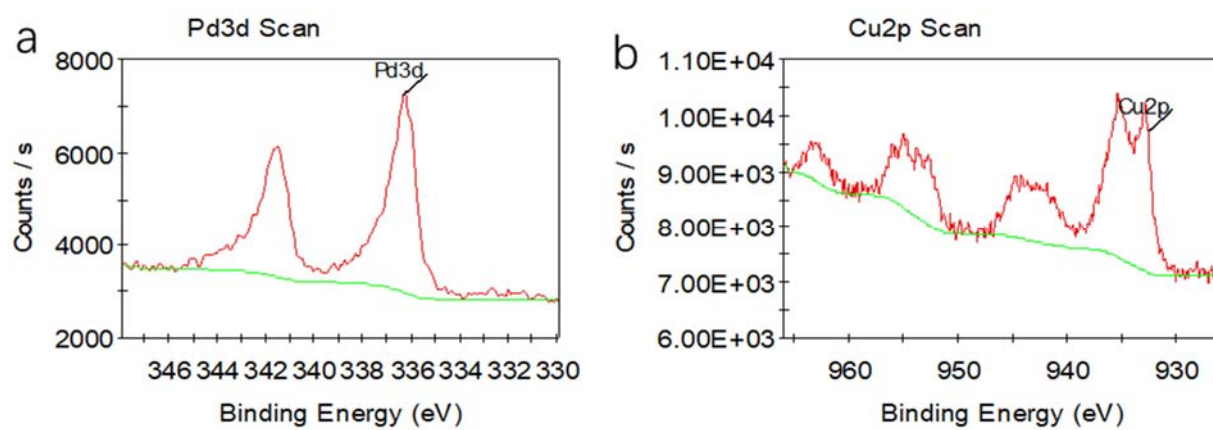 a
Pd3d Scan
8000
6000
4000
2000
Counts / s
Pd3d
346 344 342 340 338 336 334 332 330
Binding Energy (eV)
b
Cu2p Scan
1.10E+04
1.00E+04
9.00E+03
8.00E+03
7.00E+03
6.00E+03
Counts / s
Cu2p
960 950 940 930
Binding Energy (eV)